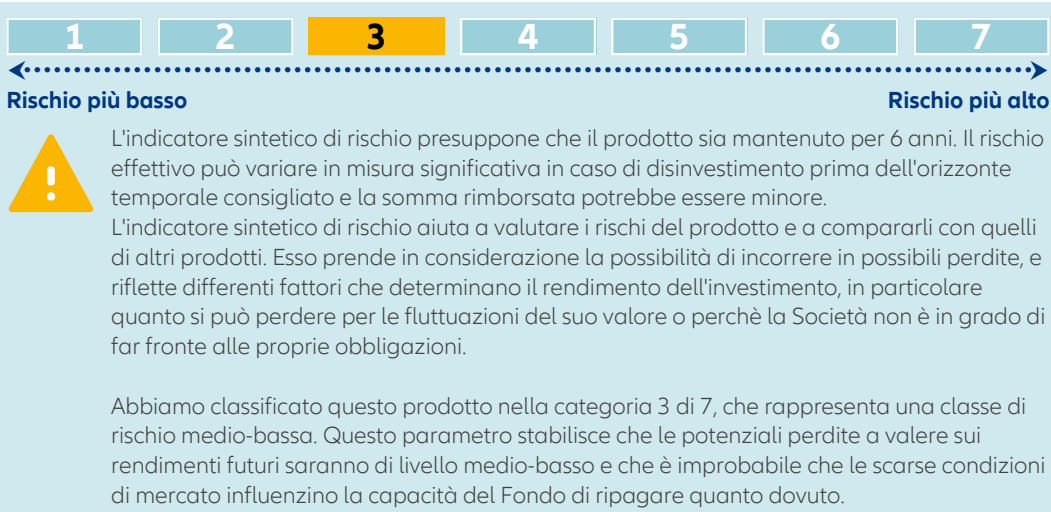 1 2 3 4 5 6 7
Rischio più basso Rischio più alto
L'indicatore sintetico di rischio presuppone che il prodotto sia mantenuto per 6 anni. Il rischio
effettivo può variare in misura significativa in caso di disinvestimento prima dell'orizzonte
temporale consigliato e la somma rimborsata potrebbe essere minore.
L'indicatore sintetico di rischio aiuta a valutare i rischi del prodotto e a compararli con quelli
di altri prodotti. Esso prende in considerazione la possibilità di incorrere in possibili perdite, e
riflette differenti fattori che determinano il rendimento dell'investimento, in particolare
quanto si può perdere per le fluttuazioni del suo valore o perchè la Società non è in grado di
far fronte alle proprie obbligazioni.
Abbiamo classificato questo prodotto nella categoria 3 di 7, che rappresenta una classe di
rischio medio-bassa. Questo parametro stabilisce che le potenziali perdite a valere sui
rendimenti futuri saranno di livello medio-basso e che è improbabile che le scarse condizioni
di mercato influenzino la capacità del Fondo di ripagare quanto dovuto.